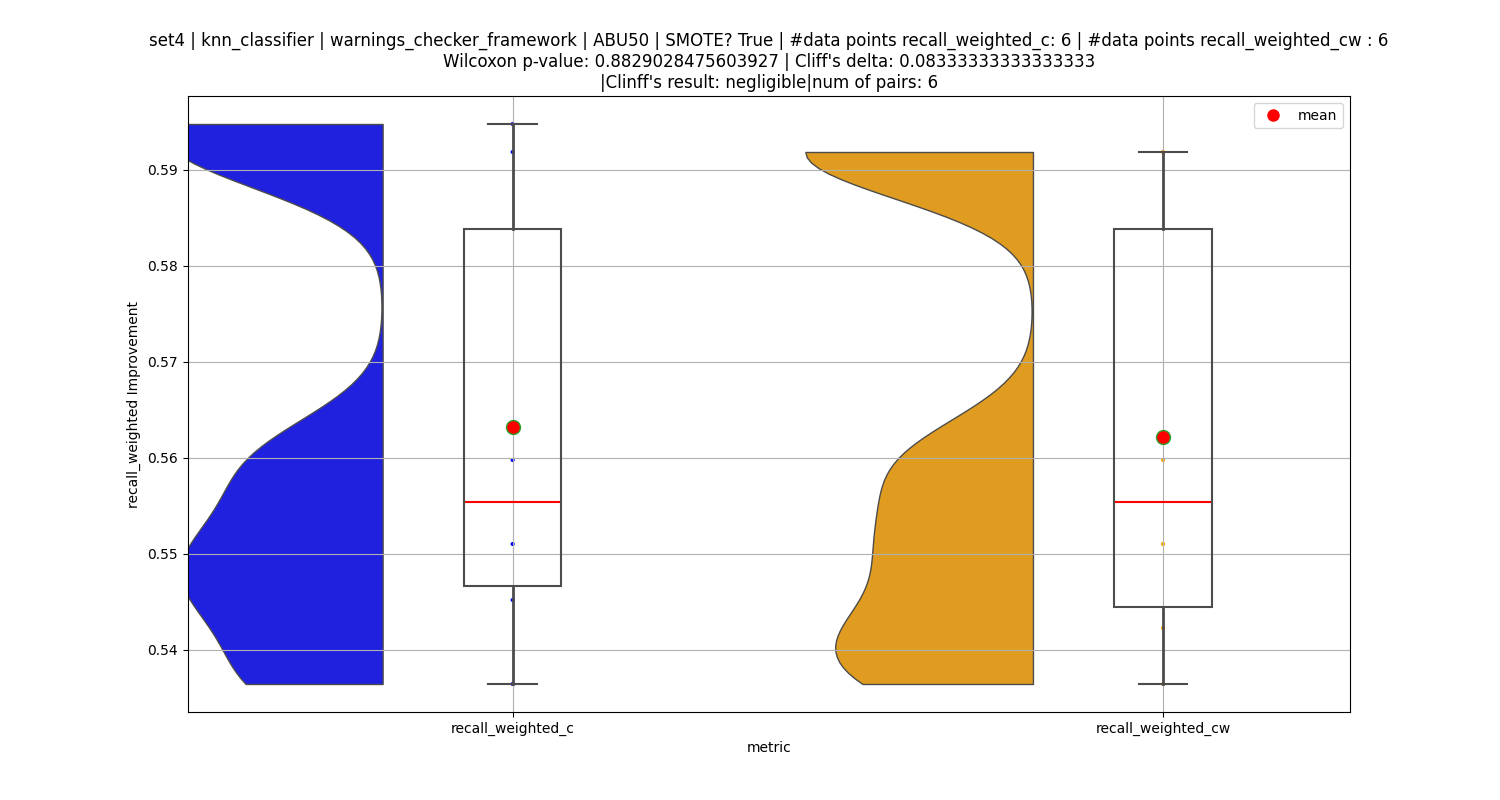 set4 | knn_classifier | warnings_checker_framework | ABU50 | SMOTE? True | #data points recall_weighted_c: 6 | #data points recall_weighted_cw : 6
Wilcoxon p-value: 0.8829028475603927 | Cliff's delta: 0.08333333333333333
|Clinff's result: negligible|num of pairs: 6
mean
0.59
0.58
0.57
0.56
0.55
0.54
recall_weighted Improvement
recall_weighted_c
recall_weighted_cw
metric